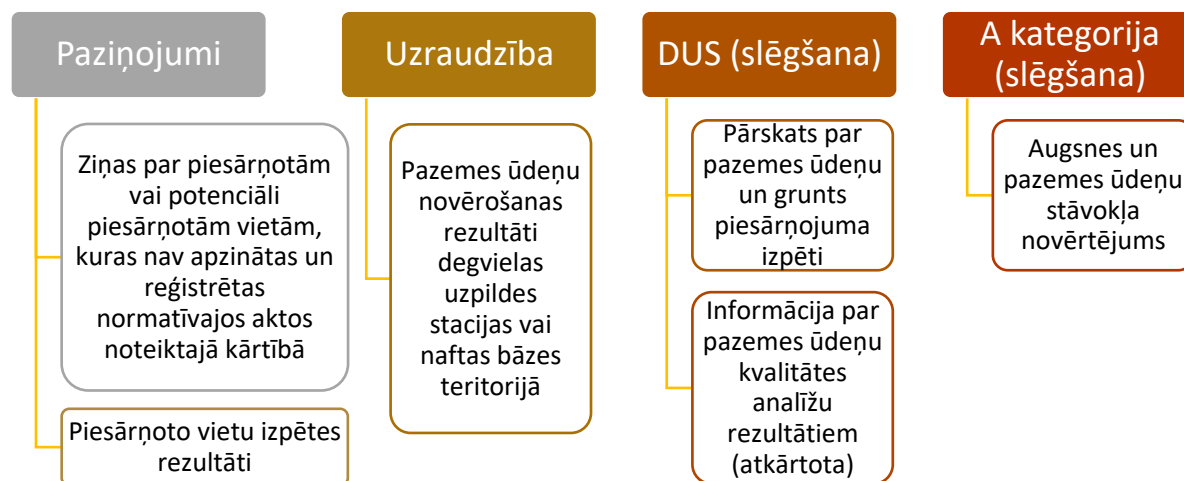 Paziņojumi
Ziņas par piesārņotām
vai potenciāli
piesārņotām vietām,
kuras nav apzinātas un
reģistrētas
normatīvajos aktos
noteiktajā kārtībā
Piesārņoto vietu izpētes
rezultāti
Uzraudzība
Pazemes ūdeņu
novērošanas
rezultāti
degvielas
uzpildes
stacijas vai
naftas bāzes
teritorijā
DUS (slēgšana)
Pārskats par
pazemes ūdeņu
un grunts
piesārņojuma
izpēti
Informācija par
pazemes ūdeņu
kvalitātes
analīžu
rezultātiem
(atkārtota)
A kategorija
(slēgšana)
Augsnes un
pazemes ūdeņu
stāvokļa
novērtējums